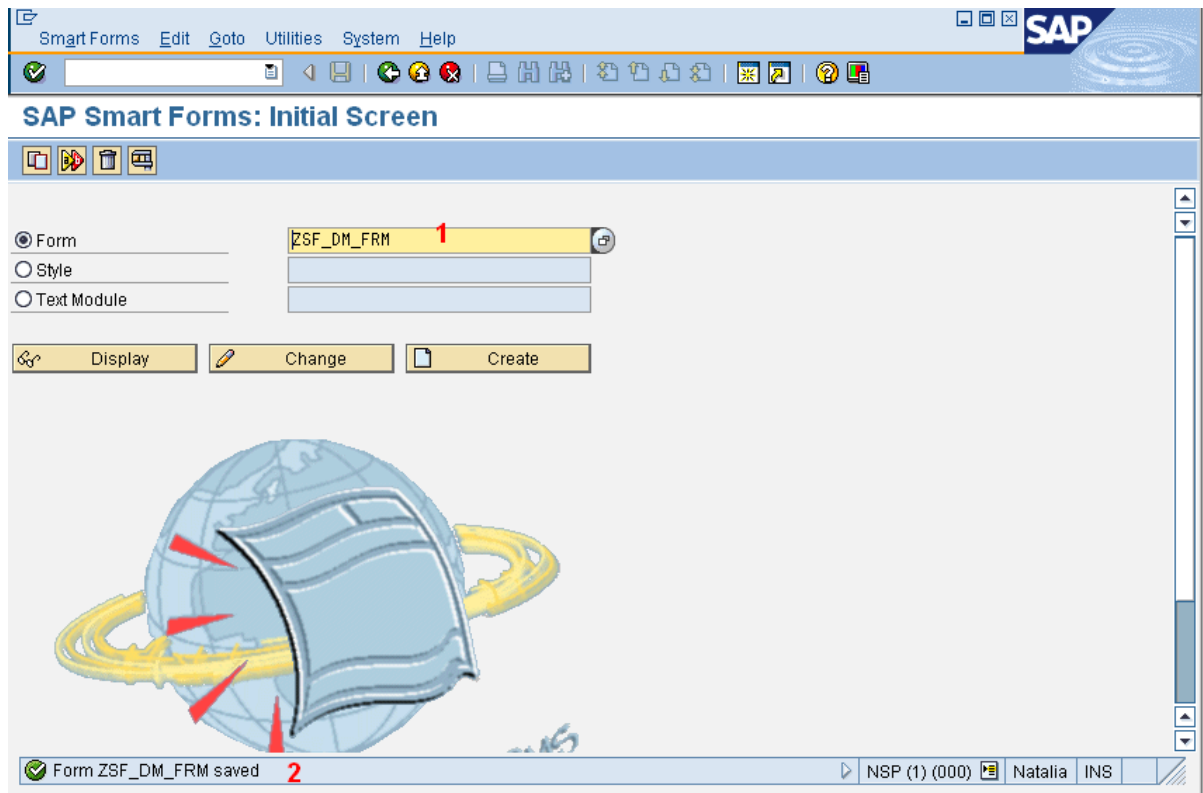 Smart Forms Edit Goto Utilities System Help
SAP
SAP Smart Forms: Initial Screen
Form ZSF_DM_FRM 1
Style
Text Module
Display Change Create
Form ZSF_DM_FRM saved 2 NSP (1) (000) Natalia INS